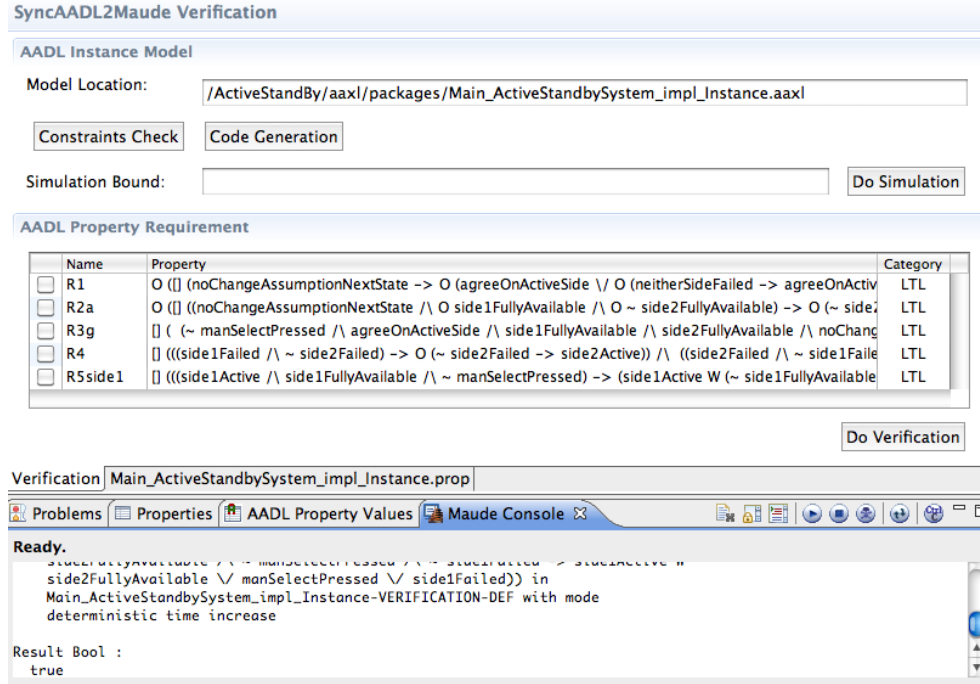 SyncAADL2Maude Verification
AADL Instance Model
Model Location: /ActiveStandBy/aaxl/packages/Main_ActiveStandbySystem_impl_Instance.aaxl
Constraints Check Code Generation
Simulation Bound: Do Simulation
AADL Property Requirement
Name Property Category
R1 O ([] (noChangeAssumptionNextState -> O (agreeOnActiveSide \/ O (neitherSideFailed -> agreeOnActiv LTL
R2a O ([] ((noChangeAssumptionNextState /\ O side1FullyAvailable /\ O ~ side2FullyAvailable) -> O (~ side2 LTL
R3g [] ( (~ manSelectPressed /\ agreeOnActiveSide /\ side1FullyAvailable /\ side2FullyAvailable /\ noChang LTL
R4 [] (((side1Failed /\ ~ side2Failed) -> O (~ side2Failed -> side2Active)) /\ ((side2Failed /\ ~ side1Faile LTL
R5side1 [] (((side1Active /\ side1FullyAvailable /\ ~ manSelectPressed) -> (side1Active W (~ side1FullyAvailable LTL
Do Verification
Verification Main_ActiveStandbySystem_impl_Instance.prop
Problems Properties AADL Property Values Maude Console
Ready.
side2FullyAvailable /\ ~ manSelectPressed /\ ~ side1Failed -> side1Active W
side2FullyAvailable \/ manSelectPressed \/ side1Failed)) in
Main_ActiveStandbySystem_impl_Instance-VERIFICATION-DEF with mode
deterministic time increase
Result Bool :
true